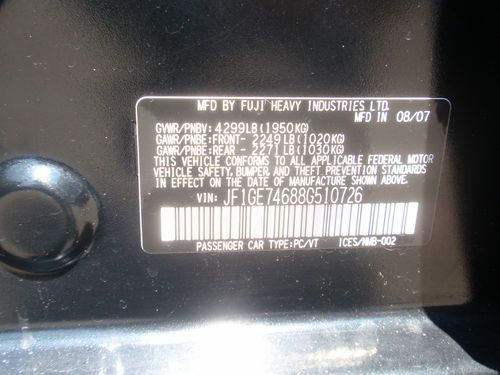 MFD BY FUJI HEAVY INDUSTRIES LTD.
MFD IN 08/07
GVWR/PNBV: 4299LB(1950KG)
GAWR/PNBE:FRONT- 2249LB(1020KG)
GAWR/PNBE:REAR - 2271LB(1030KG)
THIS VEHICLE CONFORMS TO ALL APPLICABLE FEDERAL MOTOR
VEHICLE SAFETY, BUMPER, AND THEFT PREVENTION STANDARDS
IN EFFECT ON THE DATE OF MANUFACTURE SHOWN ABOVE.
VIN: JF1GE74688G510726
PASSENGER CAR TYPE:PC/VT ICES/NMB-002